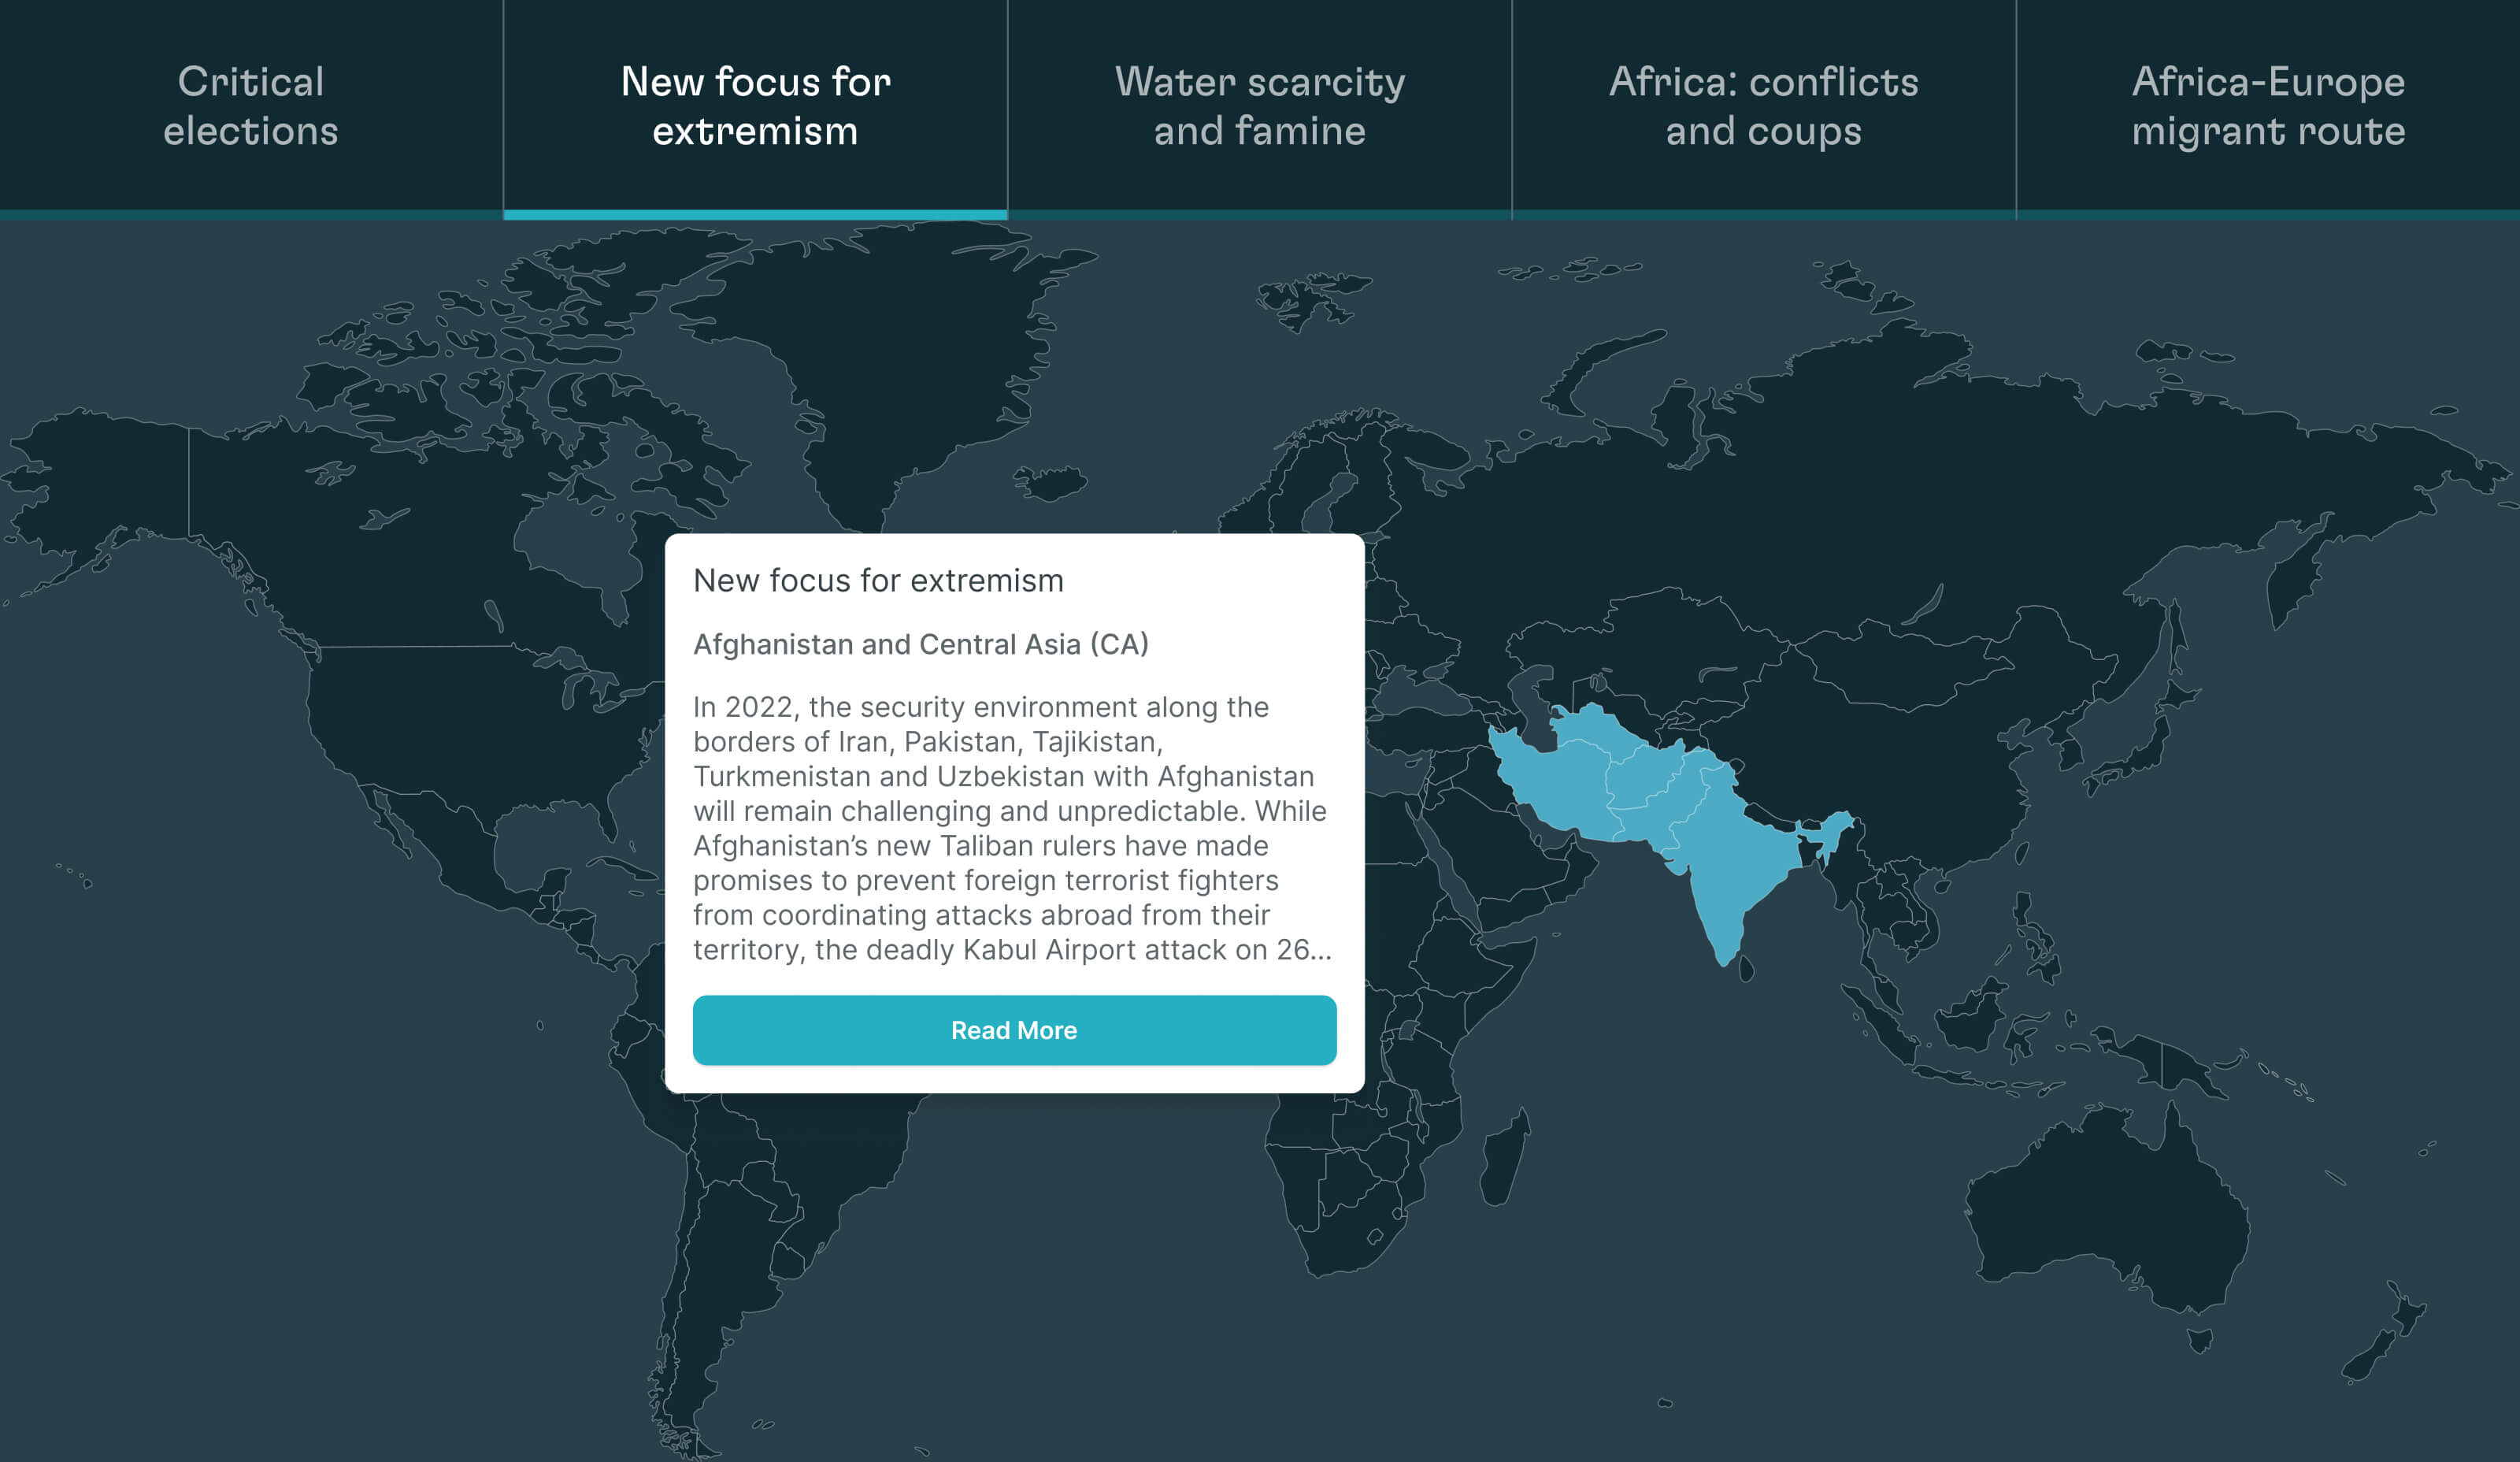 Critical
elections
New focus for
extremism
Water scarcity
and famine
Africa: conflicts
and coups
Africa-Europe
migrant route
New focus for extremism
Afghanistan and Central Asia (CA)
In 2022, the security environment along the
borders of Iran, Pakistan, Tajikistan,
Turkmenistan and Uzbekistan with Afghanistan
will remain challenging and unpredictable. While
Afghanistan’s new Taliban rulers have made
promises to prevent foreign terrorist fighters
from coordinating attacks abroad from their
territory, the deadly Kabul Airport attack on 26...
Read More